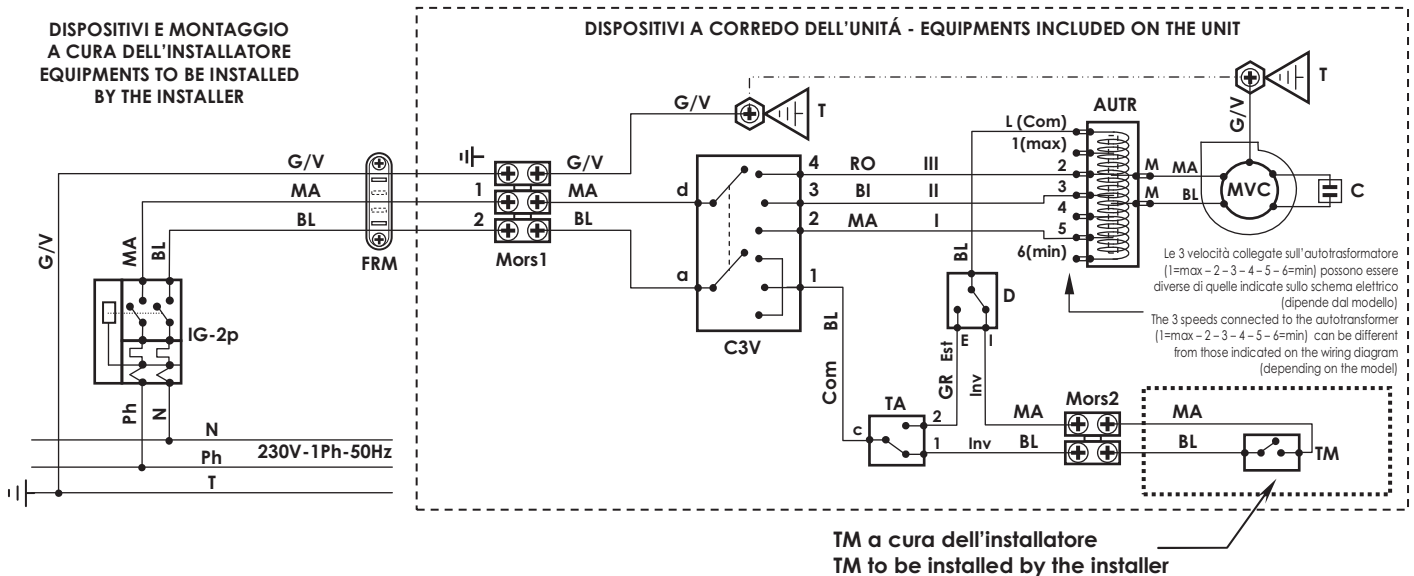 DISPOSITIVI E MONTAGGIO
A CURA DELL'INSTALLATORE
EQUIPMENTS TO BE INSTALLED
BY THE INSTALLER
DISPOSITIVI A CORREDO DELL'UNITÁ - EQUIPMENTS INCLUDED ON THE UNIT
T
T
G/V
G/V
AUTR
L (Com)
1(max)
2
3
4
5
6(min)
M MA
M BL
MVC
C
G/V
MA
BL
FRM
1
2
G/V
MA
BL
Mors1
d
a
4 RO III
3 BI II
2 MA I
1
C3V
G/V
MA
BL
IG-2p
Ph
N
BL
D
E
I
GR Est
Inv
BL
Com
TA
c
2
1
Inv
MA
BL
Mors2
MA
BL
TM
Le 3 velocità collegate sull'autotrasformatore
(1=max – 2 – 3 – 4 – 5 – 6=min) possono essere
diverse di quelle indicate sullo schema elettrico
(dipende dal modello)
The 3 speeds connected to the autotransformer
(1=max – 2 – 3 – 4 – 5 – 6=min) can be different
from those indicated on the wiring diagram
(depending on the model)
N
Ph
T
230V-1Ph-50Hz
TM a cura dell'installatore
TM to be installed by the installer